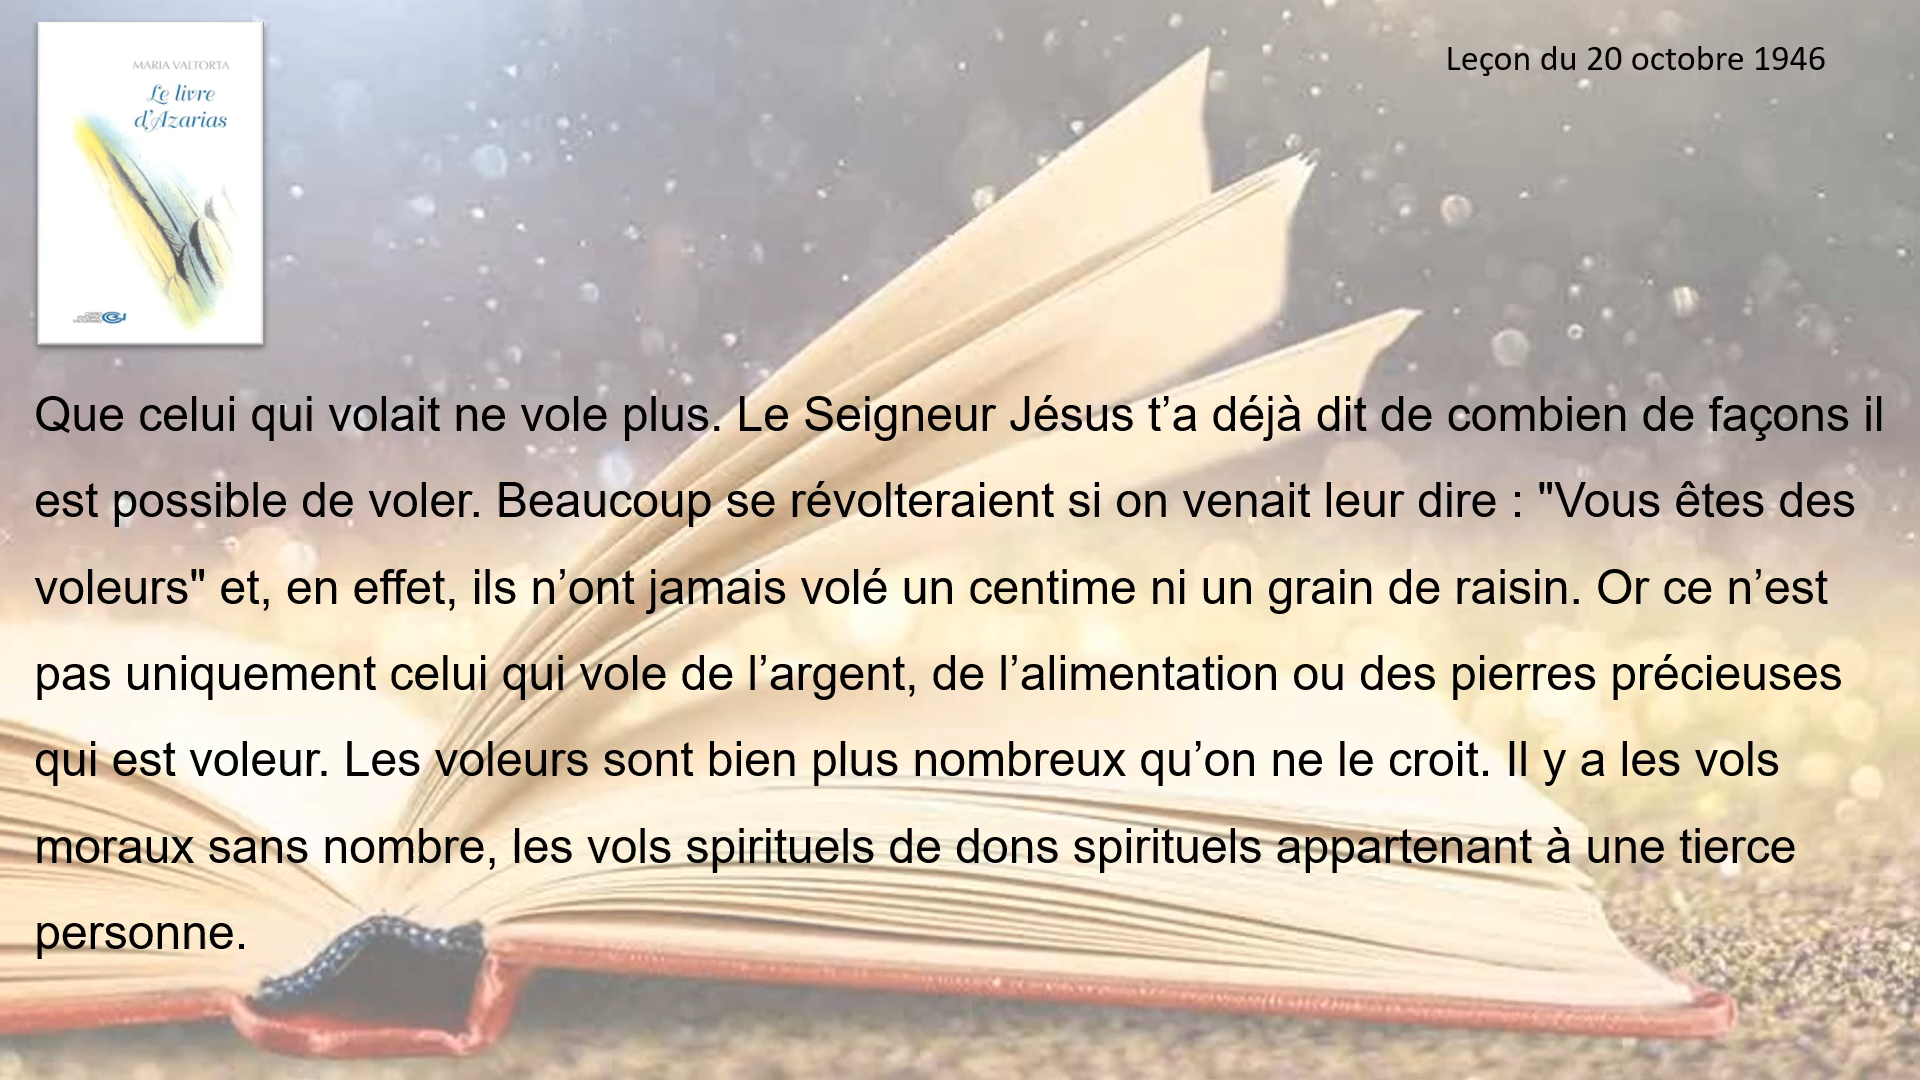 MARIA VALTORTA
Le livre
d'Azarias
CENTRO
EDITORIALE
VALTORTIANO
Leçon du 20 octobre 1946
Que celui qui volait ne vole plus. Le Seigneur Jésus t’a déjà dit de combien de façons il
est possible de voler. Beaucoup se révolteraient si on venait leur dire : "Vous êtes des
voleurs" et, en effet, ils n’ont jamais volé un centime ni un grain de raisin. Or ce n’est
pas uniquement celui qui vole de l’argent, de l’alimentation ou des pierres précieuses
qui est voleur. Les voleurs sont bien plus nombreux qu’on ne le croit. Il y a les vols
moraux sans nombre, les vols spirituels de dons spirituels appartenant à une tierce
personne.